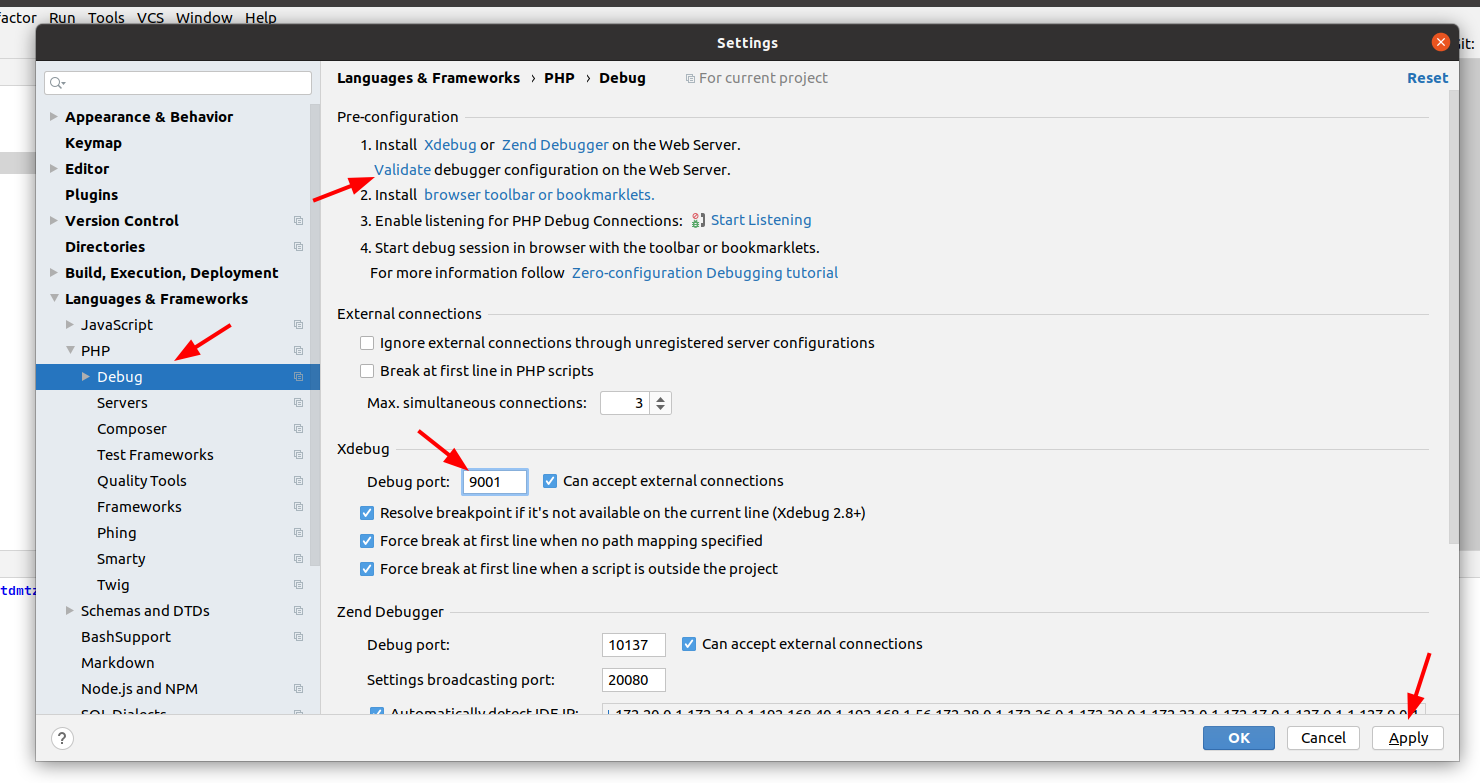 factor Run Tools VCS Window Help
Settings
Git:
Languages & Frameworks › PHP › Debug For current project Reset
Appearance & Behavior
Keymap
Editor
Plugins
Version Control
Directories
Build, Execution, Deployment
Languages & Frameworks
JavaScript
PHP
Debug
Servers
Composer
Test Frameworks
Quality Tools
Frameworks
Phing
Smarty
Twig
Schemas and DTDs
BashSupport
Markdown
Node.js and NPM
SQL Dialects
tdmtz
Pre-configuration
1. Install Xdebug or Zend Debugger on the Web Server.
Validate debugger configuration on the Web Server.
2. Install browser toolbar or bookmarklets.
3. Enable listening for PHP Debug Connections: Start Listening
4. Start debug session in browser with the toolbar or bookmarklets.
For more information follow Zero-configuration Debugging tutorial
External connections
Ignore external connections through unregistered server configurations
Break at first line in PHP scripts
Max. simultaneous connections: 3
Xdebug
Debug port: 9001 Can accept external connections
Resolve breakpoint if it's not available on the current line (Xdebug 2.8+)
Force break at first line when no path mapping specified
Force break at first line when a script is outside the project
Zend Debugger
Debug port: 10137 Can accept external connections
Settings broadcasting port: 20080
Automatically detect IDE IP:
? OK Cancel Apply